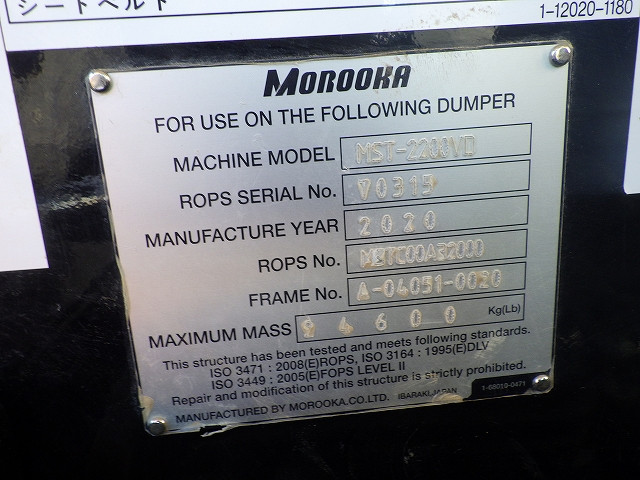 シートベルト
1-12020-1180
MOROOKA
FOR USE ON THE FOLLOWING DUMPER
MACHINE MODEL MST-2200VD
ROPS SERIAL No. V0315
MANUFACTURE YEAR 2020
ROPS No.
FRAME No. A-04051-0020
MAXIMUM MASS 94600 Kg(Lb)
This structure has been tested and meets following standards.
ISO 3471 : 2008(E)ROPS, ISO 3164 : 1995(E)DLV
ISO 3449 : 2005(E)FOPS LEVEL II
Repair and modification of this structure is strictly prohibited.
MANUFACTURED BY MOROOKA.CO.LTD. IBARAKI,JAPAN
1-68019-0471